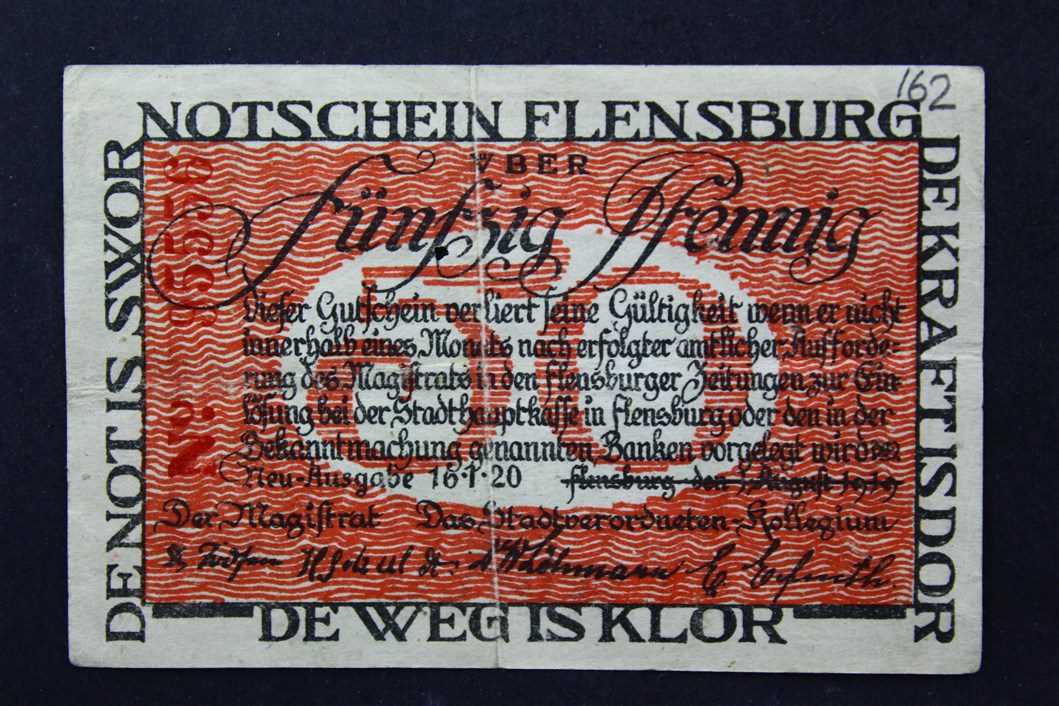 162
NOTSCHEIN FLENSBURG
DE NOT IS SWOR
DE KRAFT IS DOR
DE WEG IS KLOR
VBER
Fünfzig Pfennig
50
Dieser Gutschein verliert seine Gültigkeit wenn er nicht
innerhalb eines Monats nach erfolgter amtlicher Aufforde-
rung des Magistrats in den Flensburger Zeitungen zur Ein-
lösung bei der Stadthauptkasse in Flensburg oder den in der
Bekanntmachung genannten Banken vorgelegt wird
Neu-Ausgabe 16·1·20 Flensburg den 1 August 1919
Der Magistrat Das Stadtverordneten-Kollegium